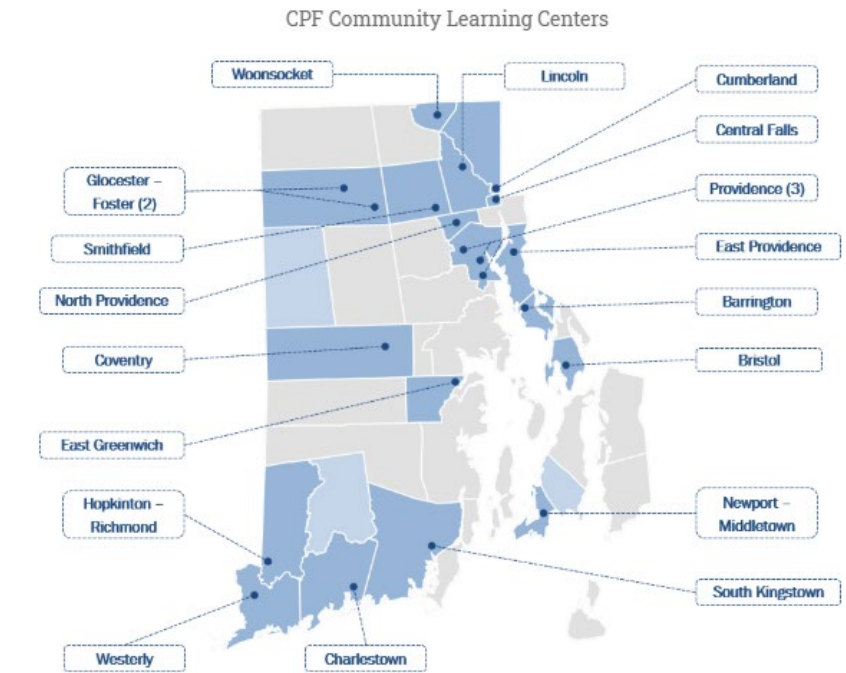 CPF Community Learning Centers
Woonsocket
Lincoln
Cumberland
Central Falls
Glocester –
Foster (2)
Providence (3)
Smithfield
East Providence
North Providence
Barrington
Coventry
Bristol
East Greenwich
Hopkinton –
Richmond
Newport –
Middletown
South Kingstown
Westerly
Charlestown